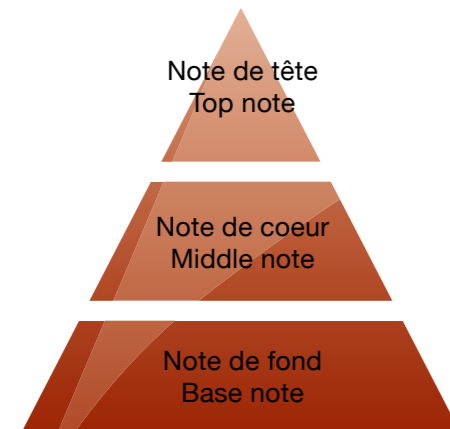 Note de tête
Top note
Note de coeur
Middle note
Note de fond
Base note